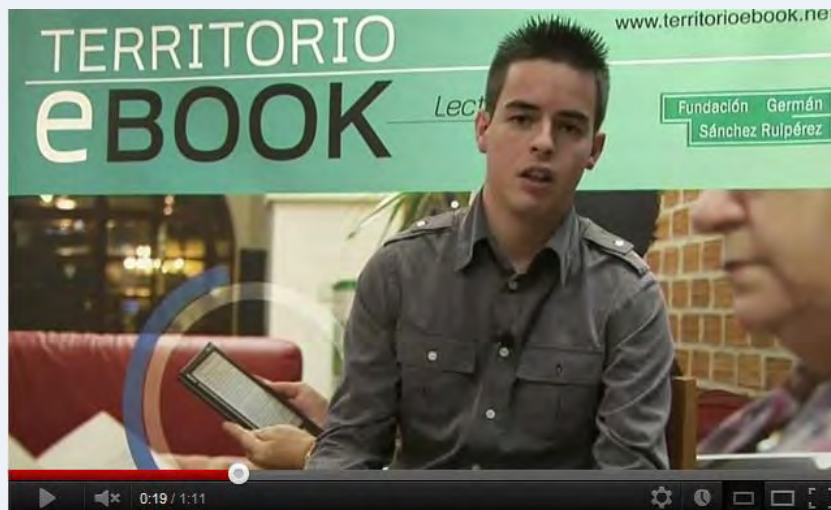 TERRITORIO
eBOOK
www.territorioebook.ne
Fundación Germán
Sánchez Ruipérez
0:19 / 1:11